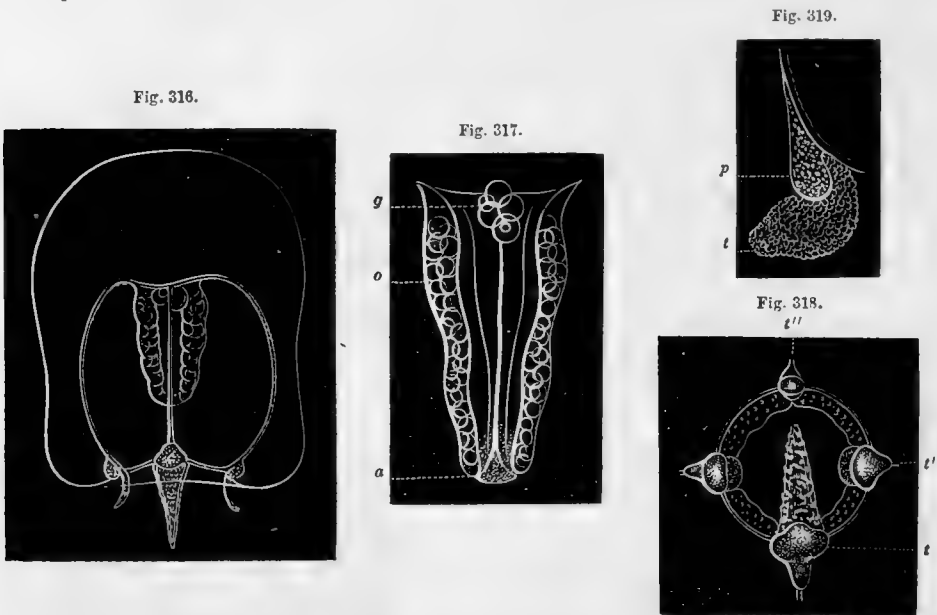 Fig. 316.
Fig. 317.
g
o
a
Fig. 319.
p
t
Fig. 318.
t''
t'
t